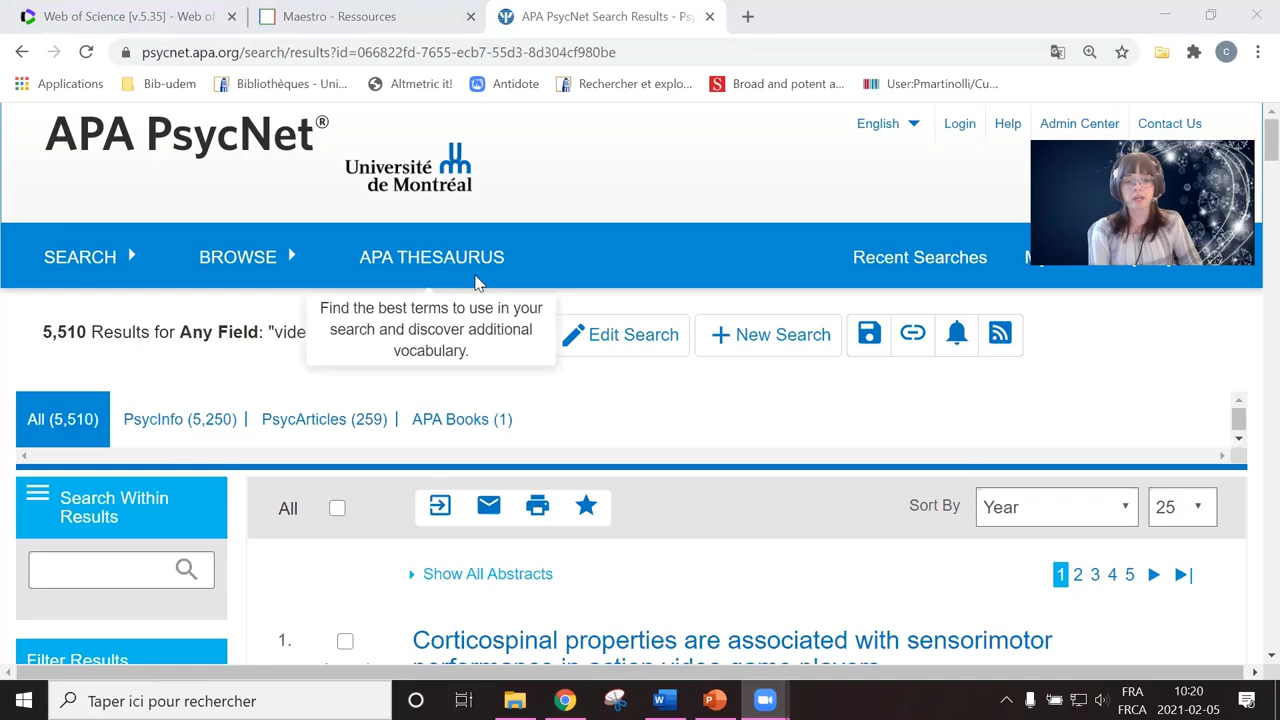 Web of Science [v.5.35] - Web of
Maestro - Ressources
APA PsycNet Search Results - Psy
psycnet.apa.org/search/results?id=066822fd-7655-ecb7-55d3-8d304cf980be
C
Applications
Bib-udem
Bibliothèques - Uni...
Altmetric it!
Antidote
Rechercher et explo...
Broad and potent a...
User:Pmartinolli/Cu...
APA PsycNet®
Université
de Montréal
English
Login
Help
Admin Center
Contact Us
SEARCH
BROWSE
APA THESAURUS
Recent Searches
Find the best terms to use in your
search and discover additional
vocabulary.
5,510 Results for Any Field: "vide
Edit Search
New Search
All (5,510)
PsycInfo (5,250)
PsycArticles (259)
APA Books (1)
Search Within
Results
All
Sort By
Year
25
Show All Abstracts
1 2 3 4 5
1.
Corticospinal properties are associated with sensorimotor
performance in action video game players
Filter Results
Taper ici pour rechercher
FRA
FRCA
10:20
2021-02-05